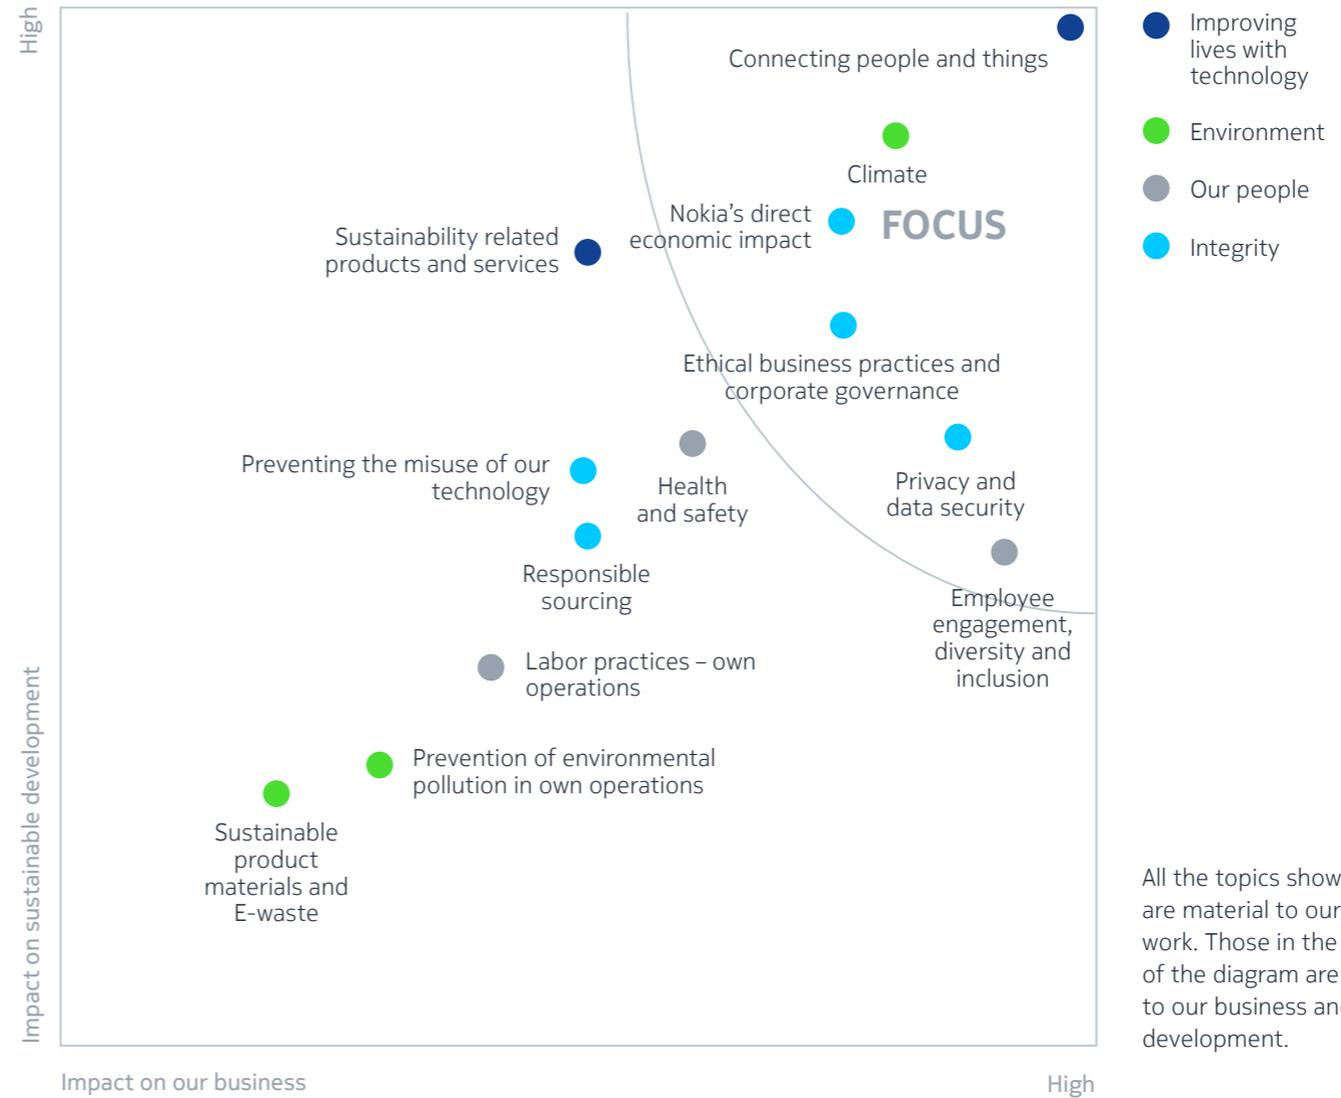 High
Connecting people and things
Climate
Nokia’s direct
economic impact
FOCUS
Sustainability related
products and services
Ethical business practices and
corporate governance
Preventing the misuse of our
technology
Health
and safety
Privacy and
data security
Responsible
sourcing
Employee
engagement,
diversity and
inclusion
Labor practices – own
operations
Prevention of environmental
pollution in own operations
Sustainable
product
materials and
E-waste
Impact on sustainable development
Impact on our business
High
Improving
lives with
technology
Environment
Our people
Integrity
All the topics show
are material to our
work. Those in the
of the diagram are
to our business an
development.